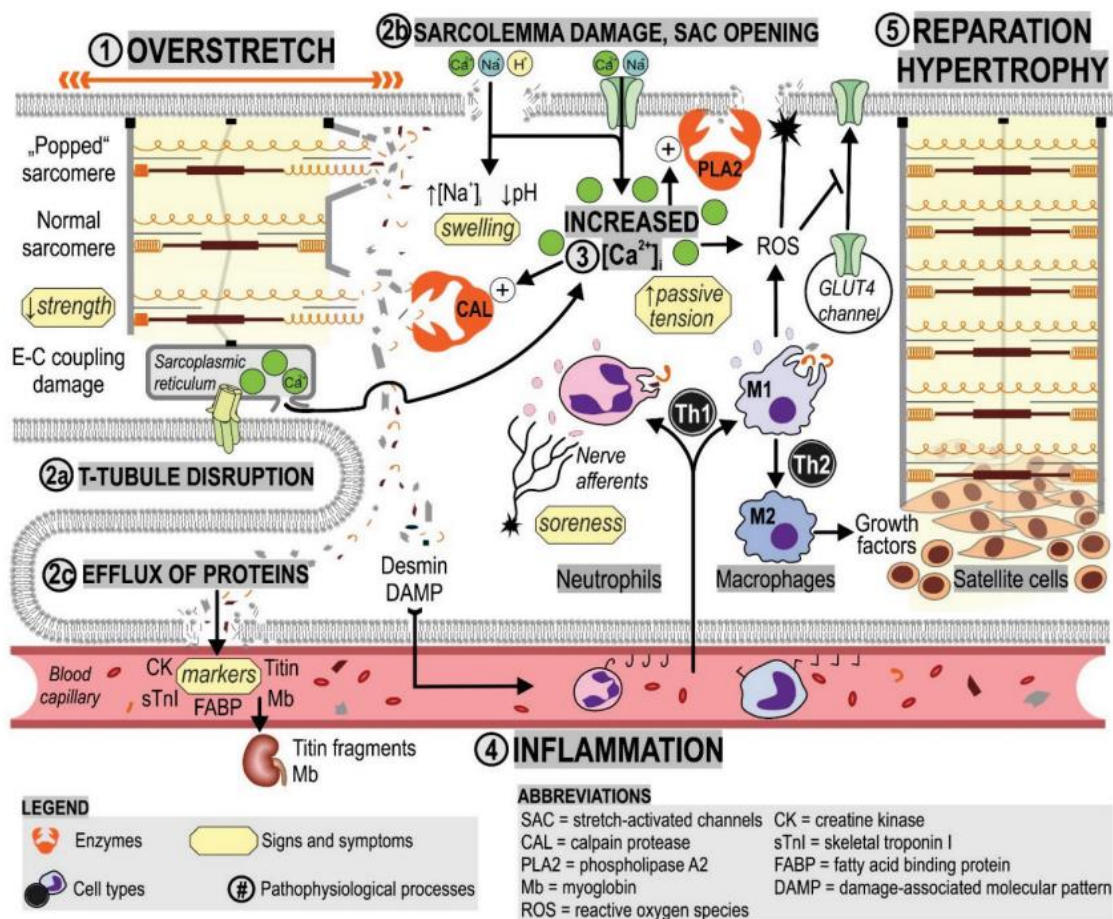 ① OVERSTRETCH
2b SARCOLEMMA DAMAGE, SAC OPENING
⑤ REPARATION
HYPERTROPHY
Ca²⁺ Na⁺ H⁺
Ca²⁺ Na⁺
„Popped“
sarcomere
Normal
sarcomere
↓strength
E-C coupling
damage
Sarcoplasmic
reticulum
Ca²⁺
↑[Na⁺]i ↓pH
swelling
+
PLA2
INCREASED
③ [Ca²⁺]i
CAL
+
ROS
↑passive
tension
GLUT4
channel
M1
Th1
Th2
M2
Nerve
afferents
soreness
Growth
factors
Neutrophils
Macrophages
Satellite cells
2a T-TUBULE DISRUPTION
2c EFFLUX OF PROTEINS
Desmin
DAMP
Blood
capillary
CK markers Titin
sTnI FABP Mb
Titin fragments
Mb
④ INFLAMMATION
LEGEND
Enzymes
Signs and symptoms
Cell types
# Pathophysiological processes
ABBREVIATIONS
SAC = stretch-activated channels
CAL = calpain protease
PLA2 = phospholipase A2
Mb = myoglobin
ROS = reactive oxygen species
CK = creatine kinase
sTnI = skeletal troponin I
FABP = fatty acid binding protein
DAMP = damage-associated molecular pattern